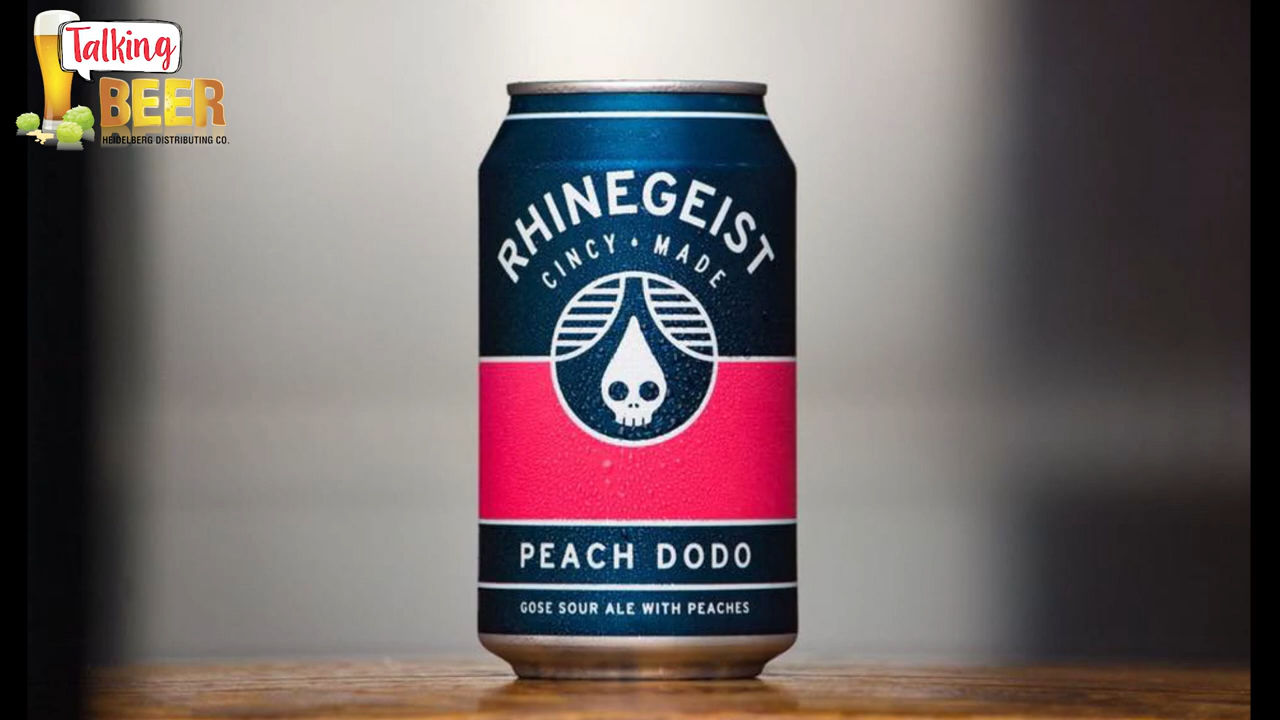 Talking
BEER
HEIDELBERG DISTRIBUTING CO.
RHINEGEIST
CINCY • MADE
PEACH DODO
GOSE SOUR ALE WITH PEACHES